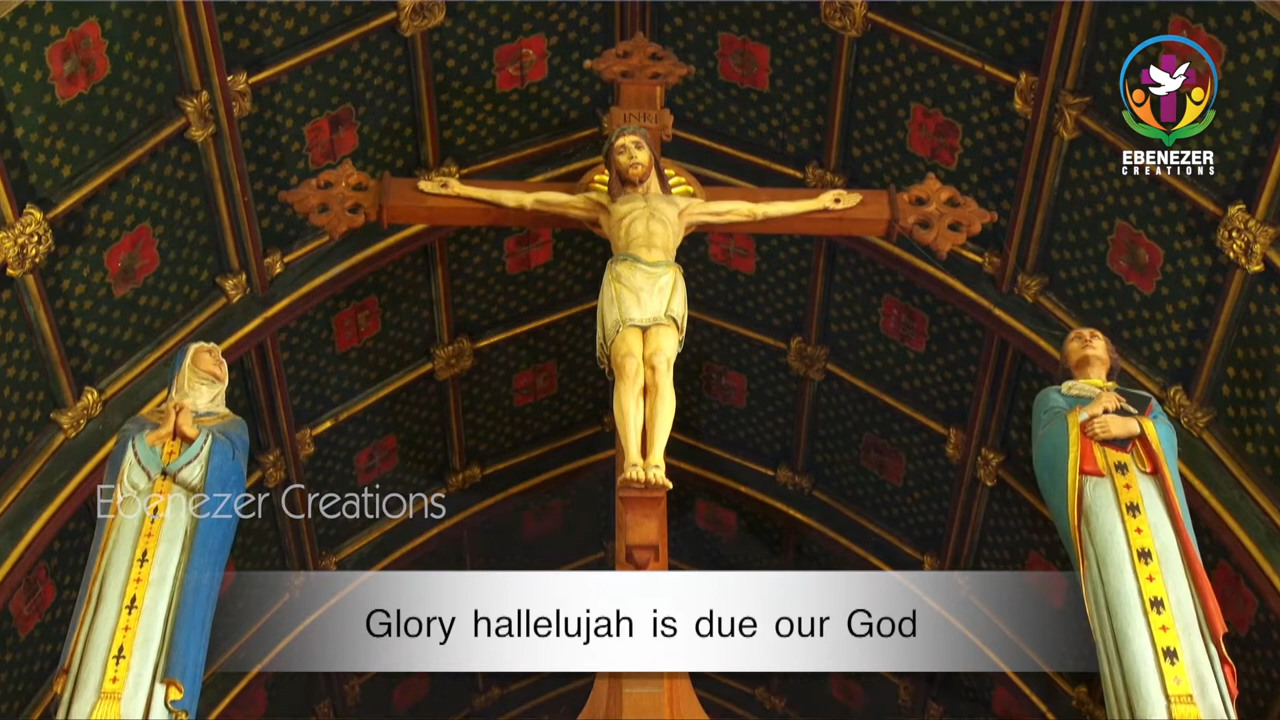 INRI
EBENEZER
CREATIONS
Ebenezer Creations
Glory hallelujah is due our God